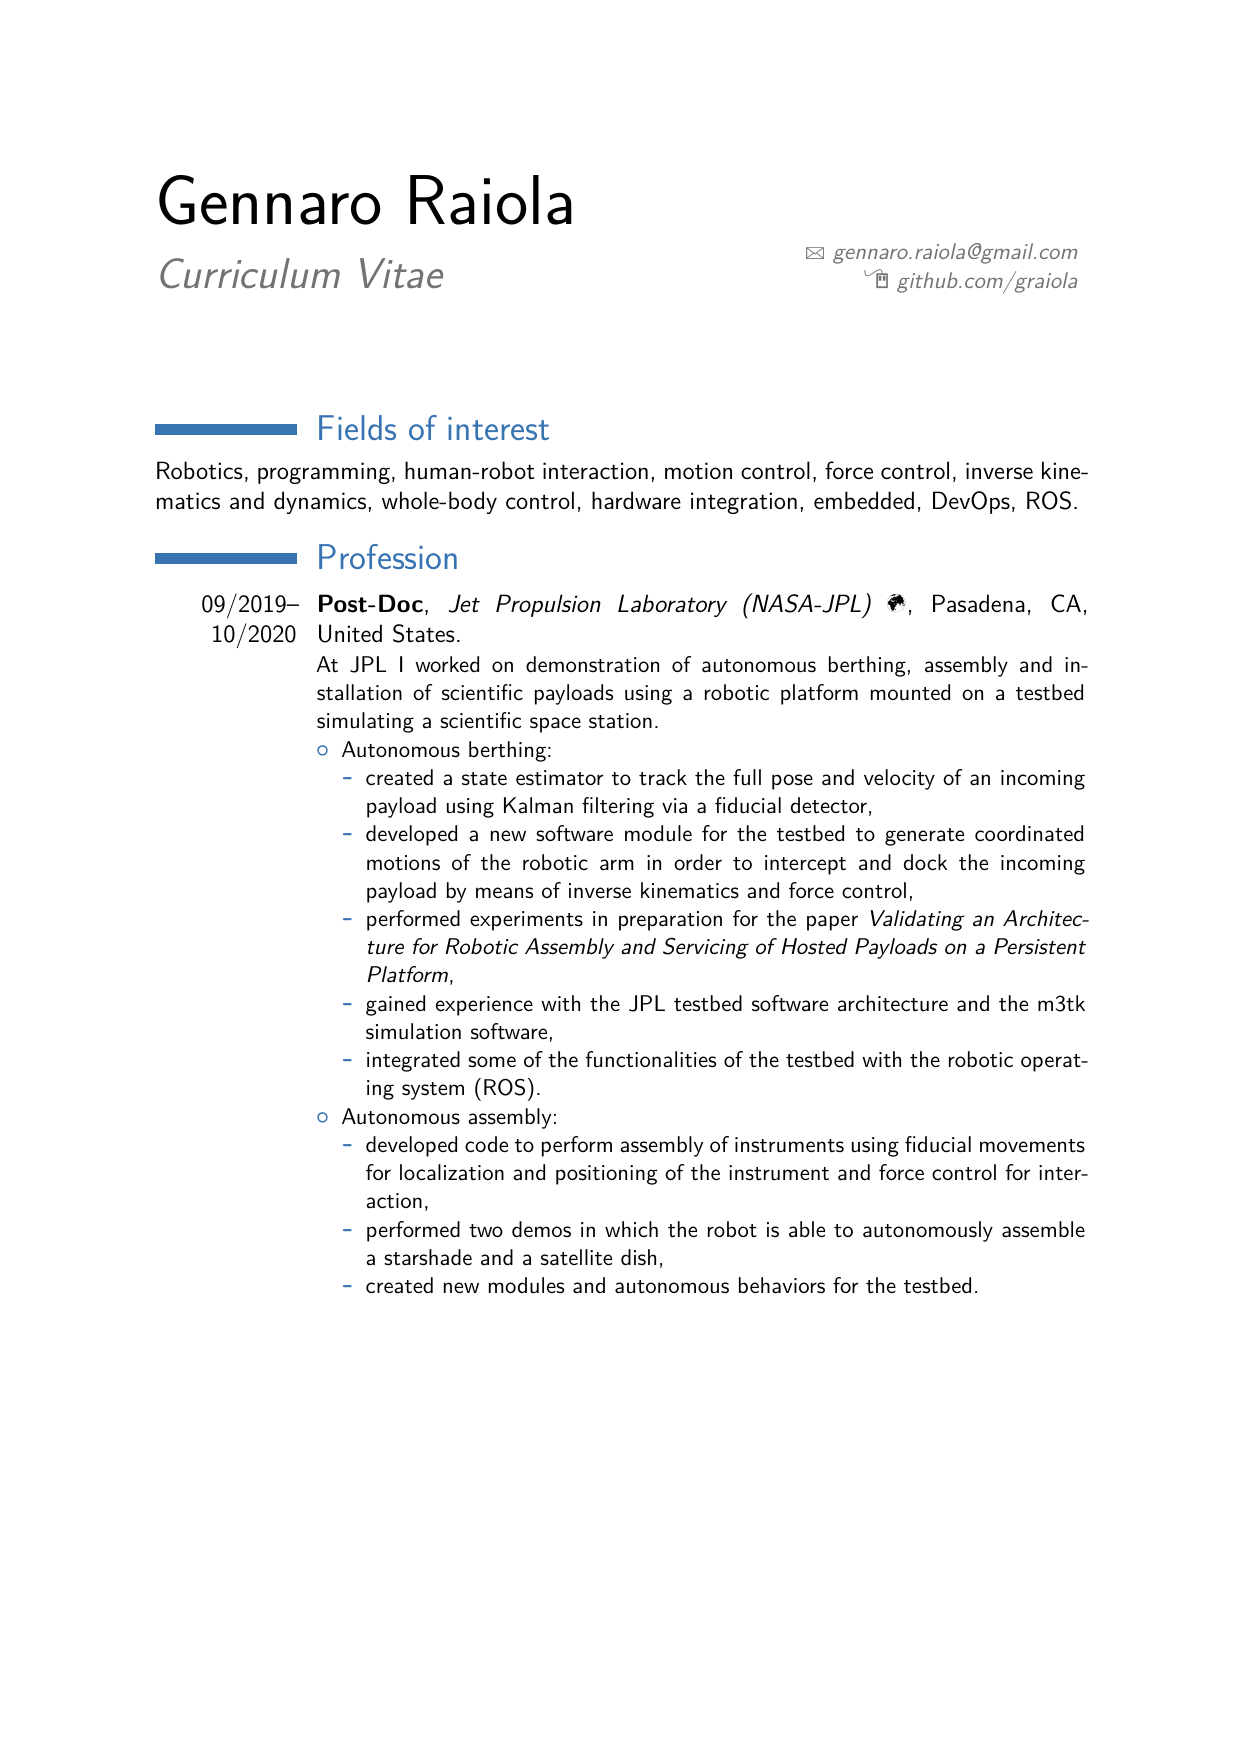 Gennaro Raiola
Curriculum Vitae
gennaro.raiola@gmail.com
github.com/graiola
Fields of interest
Robotics, programming, human-robot interaction, motion control, force control, inverse kine-
matics and dynamics, whole-body control, hardware integration, embedded, DevOps, ROS.
Profession
09/2019–
10/2020
Post-Doc, Jet Propulsion Laboratory (NASA-JPL) , Pasadena, CA,
United States.
At JPL I worked on demonstration of autonomous berthing, assembly and in-
stallation of scientific payloads using a robotic platform mounted on a testbed
simulating a scientific space station.
○ Autonomous berthing:
– created a state estimator to track the full pose and velocity of an incoming
payload using Kalman filtering via a fiducial detector,
– developed a new software module for the testbed to generate coordinated
motions of the robotic arm in order to intercept and dock the incoming
payload by means of inverse kinematics and force control,
– performed experiments in preparation for the paper Validating an Architec-
ture for Robotic Assembly and Servicing of Hosted Payloads on a Persistent
Platform,
– gained experience with the JPL testbed software architecture and the m3tk
simulation software,
– integrated some of the functionalities of the testbed with the robotic operat-
ing system (ROS).
○ Autonomous assembly:
– developed code to perform assembly of instruments using fiducial movements
for localization and positioning of the instrument and force control for inter-
action,
– performed two demos in which the robot is able to autonomously assemble
a starshade and a satellite dish,
– created new modules and autonomous behaviors for the testbed.